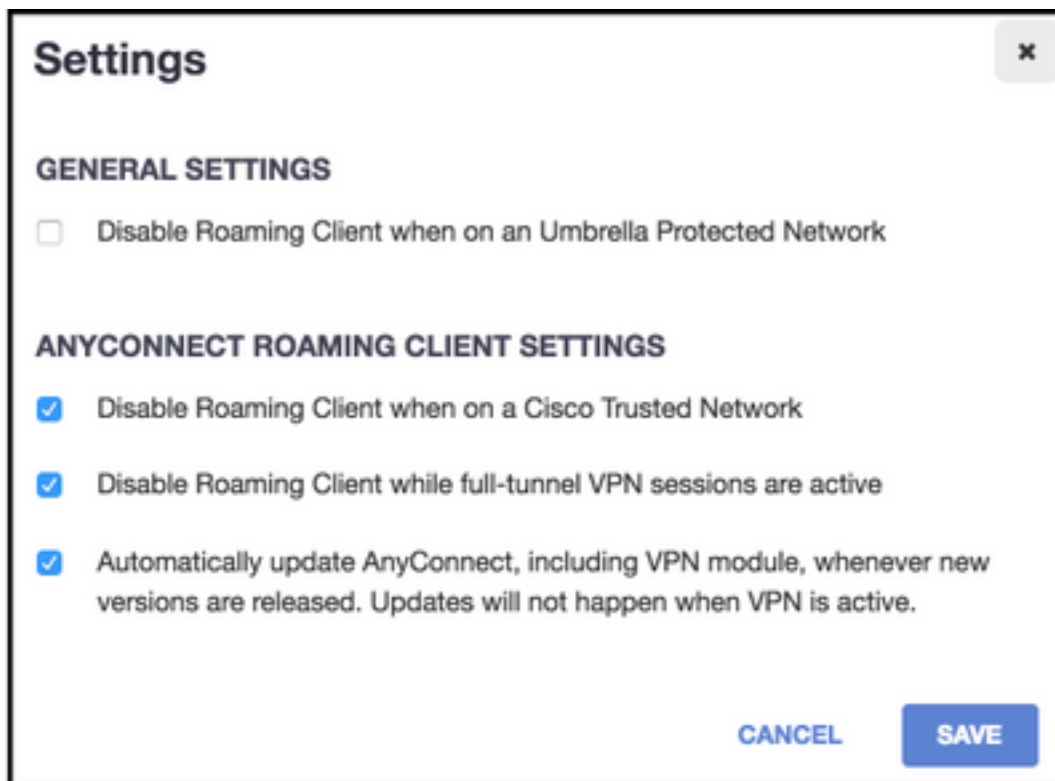 Settings
GENERAL SETTINGS
Disable Roaming Client when on an Umbrella Protected Network
ANYCONNECT ROAMING CLIENT SETTINGS
Disable Roaming Client when on a Cisco Trusted Network
Disable Roaming Client while full-tunnel VPN sessions are active
Automatically update AnyConnect, including VPN module, whenever new
versions are released. Updates will not happen when VPN is active.
CANCEL SAVE